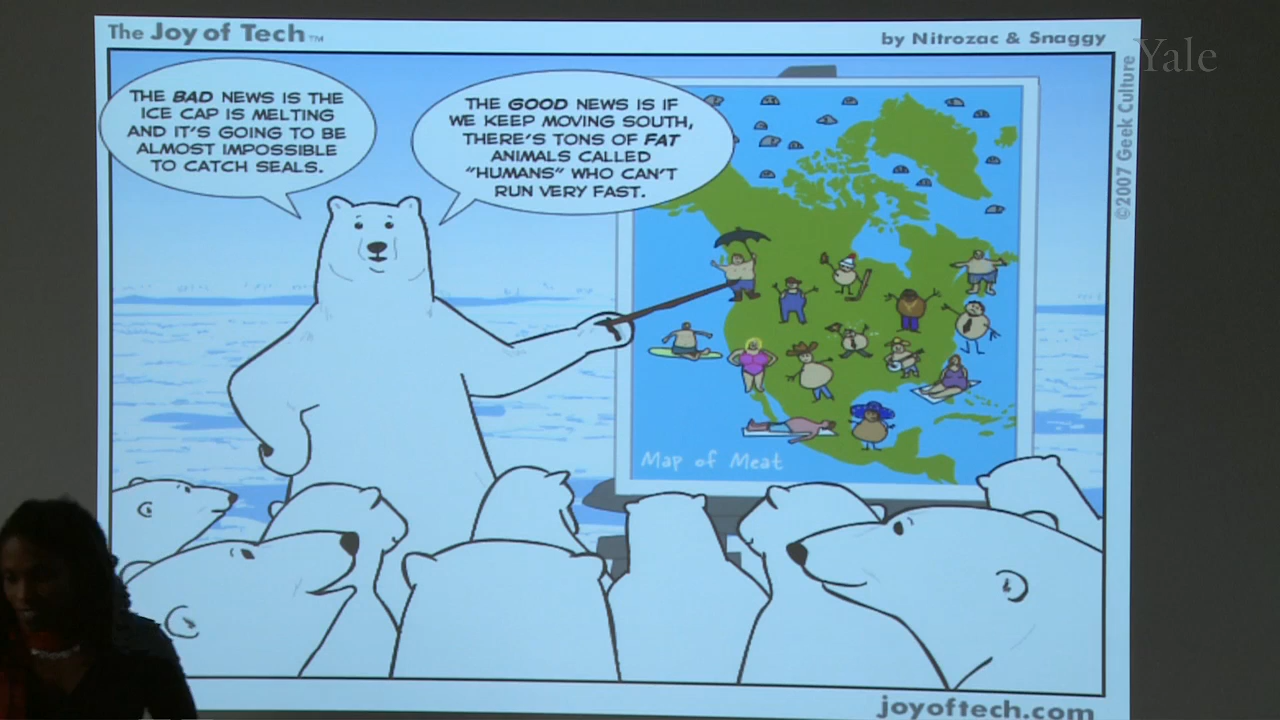 The Joy of Tech™
by Nitrozac & Snaggy
Yale
THE BAD NEWS IS THE
ICE CAP IS MELTING
AND IT'S GOING TO BE
ALMOST IMPOSSIBLE
TO CATCH SEALS.
THE GOOD NEWS IS IF
WE KEEP MOVING SOUTH,
THERE'S TONS OF FAT
ANIMALS CALLED
"HUMANS" WHO CAN'T
RUN VERY FAST.
©2007 Geek Culture
Map of Meat
joyoftech.com